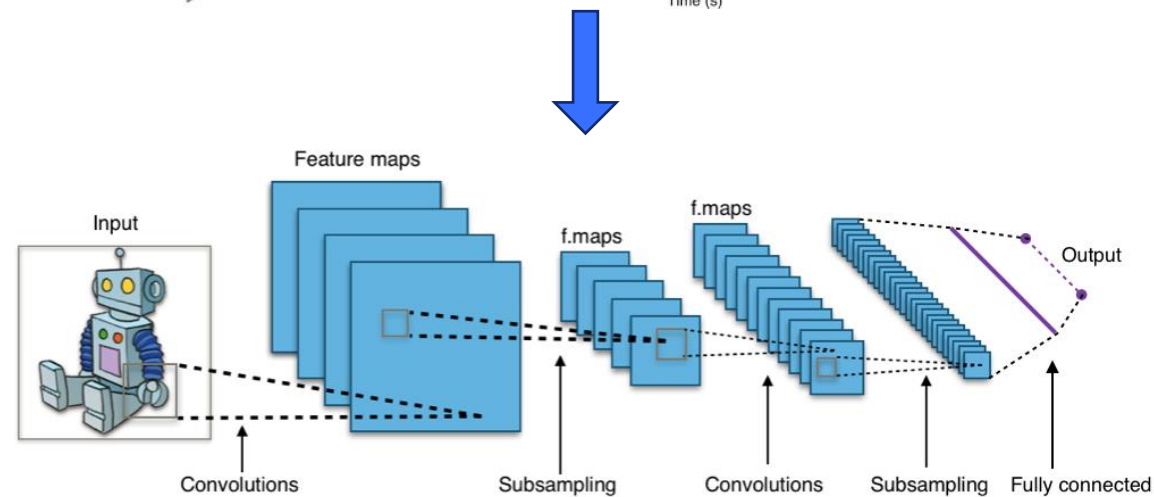 Time (s)
Feature maps
Input
f.maps
f.maps
Output
Convolutions
Subsampling
Convolutions
Subsampling
Fully connected